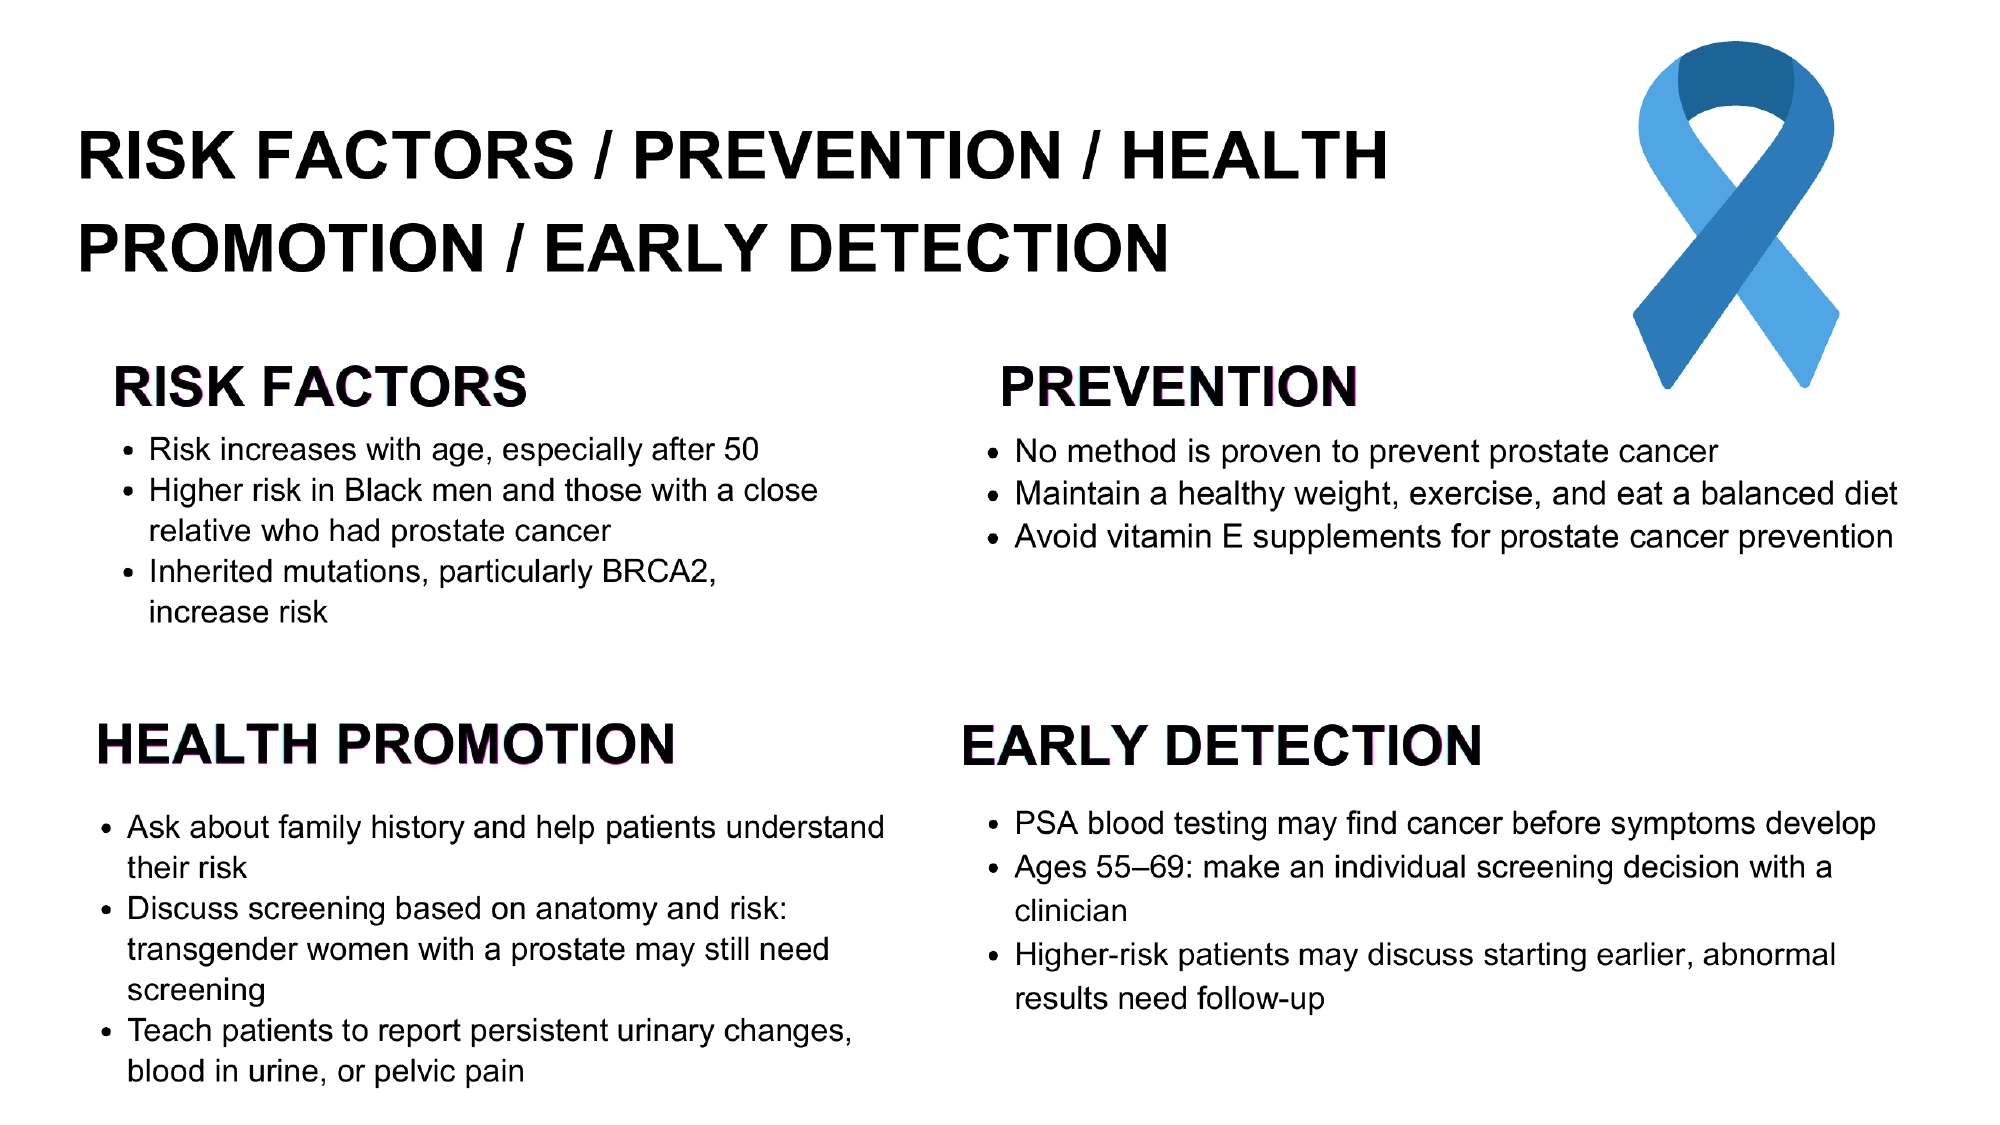 RISK FACTORS / PREVENTION / HEALTH
PROMOTION / EARLY DETECTION
RISK FACTORS
• Risk increases with age, especially after 50
• Higher risk in Black men and those with a close
relative who had prostate cancer
• Inherited mutations, particularly BRCA2,
increase risk
PREVENTION
• No method is proven to prevent prostate cancer
• Maintain a healthy weight, exercise, and eat a balanced diet
• Avoid vitamin E supplements for prostate cancer prevention
HEALTH PROMOTION
• Ask about family history and help patients understand
their risk
• Discuss screening based on anatomy and risk:
transgender women with a prostate may still need
screening
• Teach patients to report persistent urinary changes,
blood in urine, or pelvic pain
EARLY DETECTION
• PSA blood testing may find cancer before symptoms develop
• Ages 55–69: make an individual screening decision with a
clinician
• Higher-risk patients may discuss starting earlier, abnormal
results need follow-up